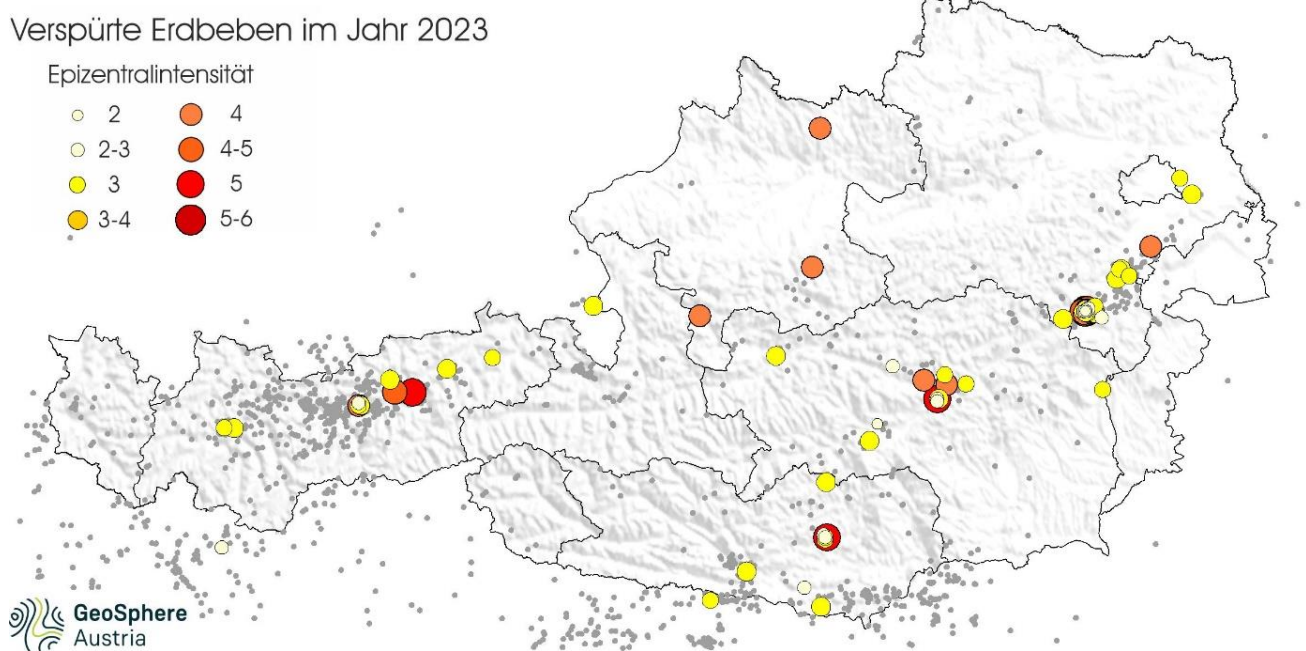 Verspürte Erdbeben im Jahr 2023
Epizentralintensität
2
2-3
3
3-4
4
4-5
5
5-6
GeoSphere
Austria